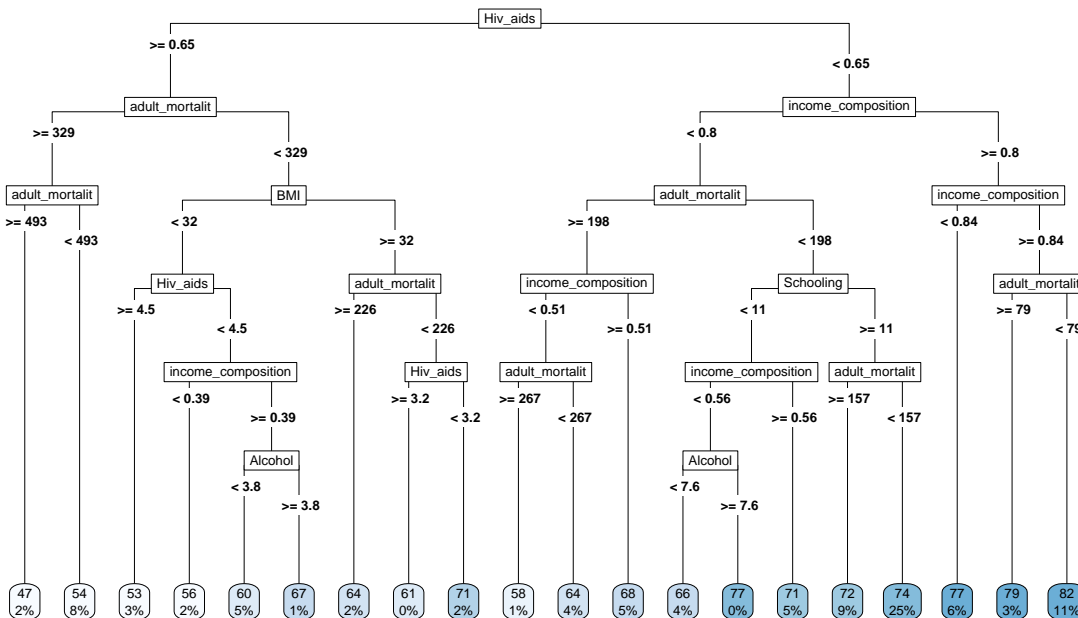 Hiv_aids
>= 0.65
< 0.65
adult_mortalit
income_composition
>= 329
< 0.8
< 329
>= 0.8
adult_mortalit
BMI
adult_mortalit
income_composition
>= 493
< 32
>= 198
< 0.84
< 493
>= 32
< 198
>= 0.84
Hiv_aids
adult_mortalit
income_composition
Schooling
adult_mortalit
>= 4.5
>= 226
< 0.51
< 11
>= 79
< 4.5
< 226
>= 0.51
>= 11
< 79
income_composition
Hiv_aids
adult_mortalit
income_composition
adult_mortalit
< 0.39
>= 3.2
>= 267
< 0.56
>= 157
>= 0.39
< 3.2
< 267
>= 0.56
< 157
Alcohol
Alcohol
< 3.8
< 7.6
>= 3.8
>= 7.6
47 54 53 56 60 67 64 61 71 58 64 68 66 77 71 72 74 77 79 82
2% 8% 3% 2% 5% 1% 2% 0% 2% 1% 4% 5% 4% 0% 5% 9% 25% 6% 3% 11%